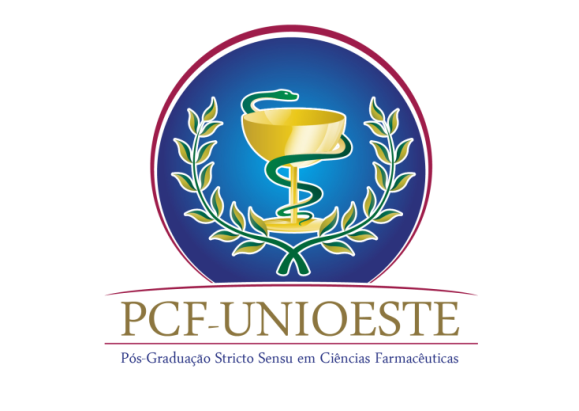 PCF-UNIOESTE
Pós-Graduação Stricto Sensu em Ciências Farmacêuticas